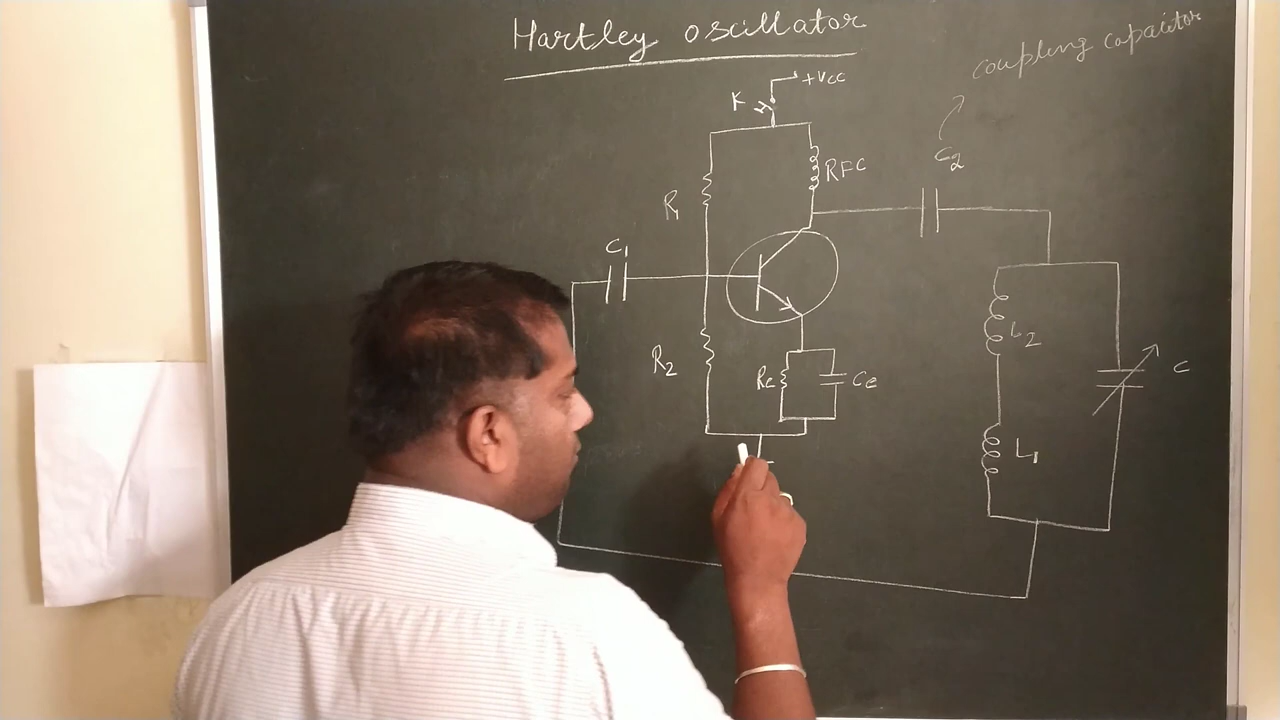 Hartley oscillator
coupling capacitor
+Vcc
K
C2
RFC
R1
C1
L2
R2
Re
Ce
C
L1